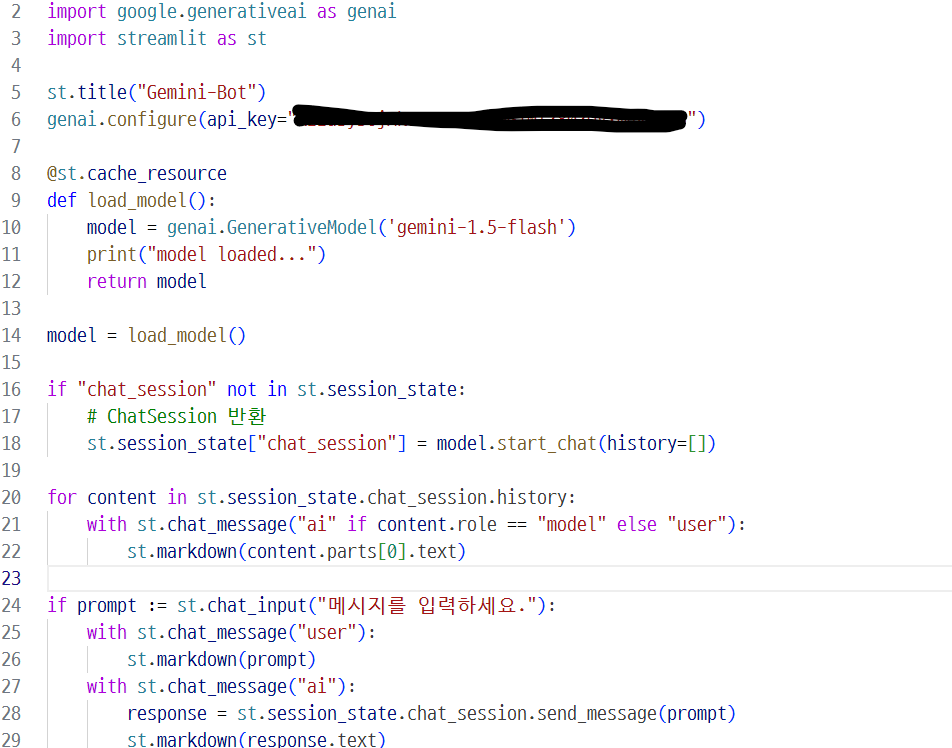 2 import google.generativeai as genai
3 import streamlit as st
4
5 st.title("Gemini-Bot")
6 genai.configure(api_key="")
7
8 @st.cache_resource
9 def load_model():
10     model = genai.GenerativeModel('gemini-1.5-flash')
11     print("model loaded...")
12     return model
13
14 model = load_model()
15
16 if "chat_session" not in st.session_state:
17     # ChatSession 반환
18     st.session_state["chat_session"] = model.start_chat(history=[])
19
20 for content in st.session_state.chat_session.history:
21     with st.chat_message("ai" if content.role == "model" else "user"):
22         st.markdown(content.parts[0].text)
23
24 if prompt := st.chat_input("메시지를 입력하세요."):
25     with st.chat_message("user"):
26         st.markdown(prompt)
27     with st.chat_message("ai"):
28         response = st.session_state.chat_session.send_message(prompt)
29         st.markdown(response.text)